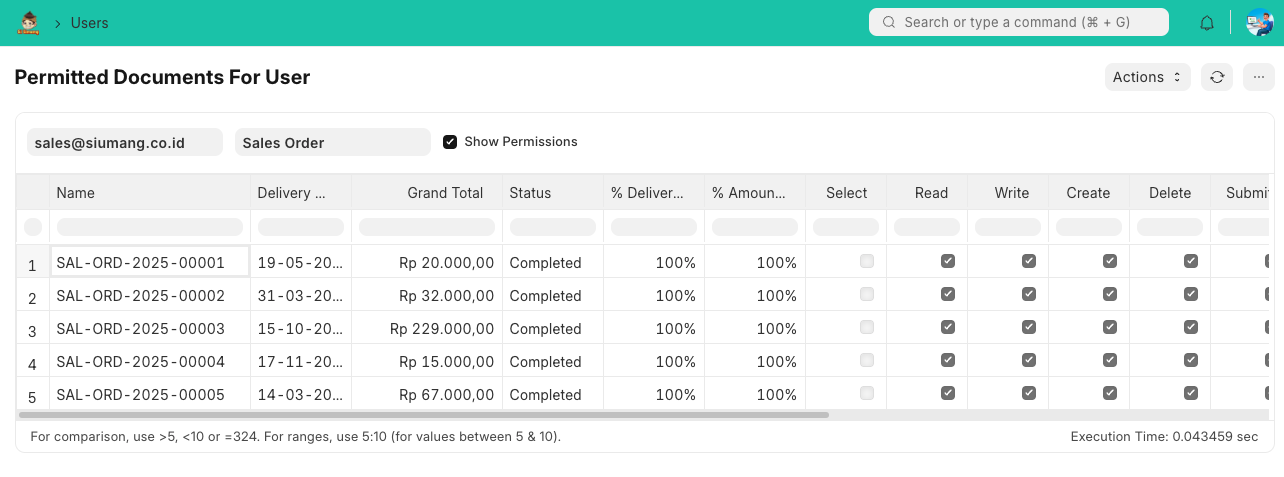 Users
Search or type a command (⌘ + G)
Permitted Documents For User
Actions
...
sales@siumang.co.id Sales Order Show Permissions
Name Delivery ... Grand Total Status % Deliver... % Amoun... Select Read Write Create Delete Submit
1 SAL-ORD-2025-00001 19-05-20... Rp 20.000,00 Completed 100% 100%
2 SAL-ORD-2025-00002 31-03-20... Rp 32.000,00 Completed 100% 100%
3 SAL-ORD-2025-00003 15-10-20... Rp 229.000,00 Completed 100% 100%
4 SAL-ORD-2025-00004 17-11-20... Rp 15.000,00 Completed 100% 100%
5 SAL-ORD-2025-00005 14-03-20... Rp 67.000,00 Completed 100% 100%
For comparison, use >5, <10 or =324. For ranges, use 5:10 (for values between 5 & 10). Execution Time: 0.043459 sec